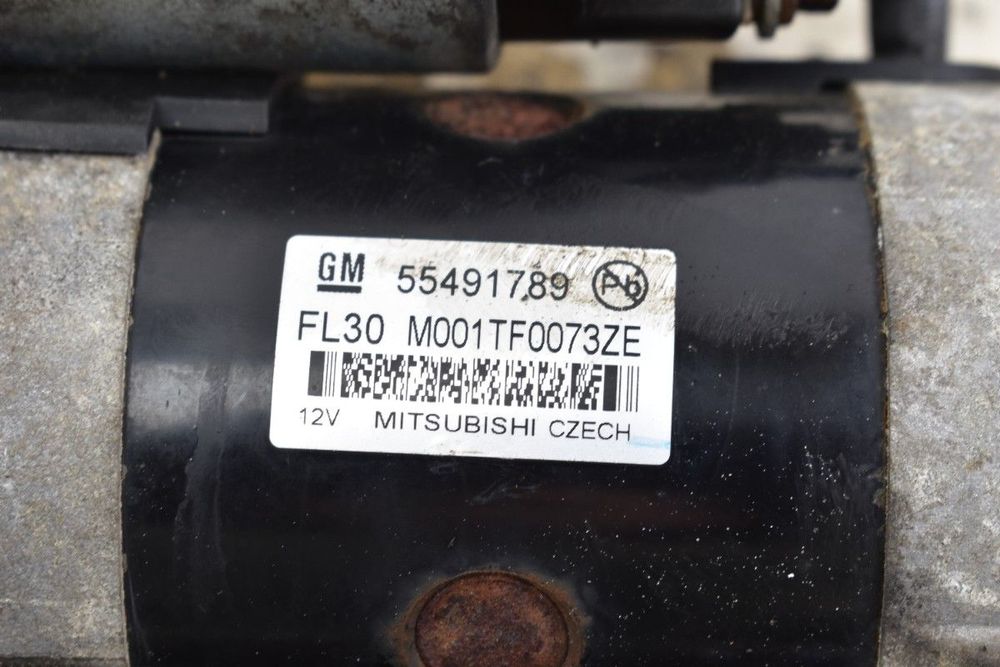 GM 55491789 Pb
FL30 M001TF0073ZE
12V MITSUBISHI CZECH